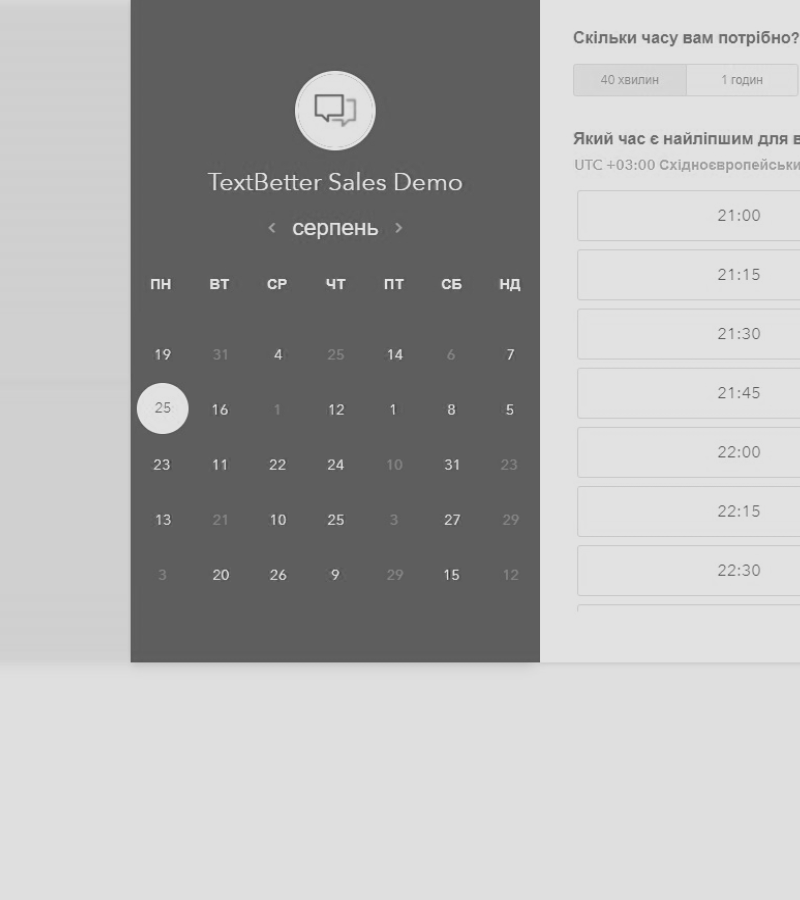 TextBetter Sales Demo
серпень
ПН ВТ СР ЧТ ПТ СБ НД
19 31 4 25 14 6 7
25 16 1 12 1 8 5
23 11 22 24 10 31 23
13 21 10 25 3 27 29
3 20 26 9 29 15 12
Скільки часу вам потрібно?
40 хвилин 1 годин
Який час є найліпшим для в
UTC +03:00 Східноєвропейськи
21:00
21:15
21:30
21:45
22:00
22:15
22:30